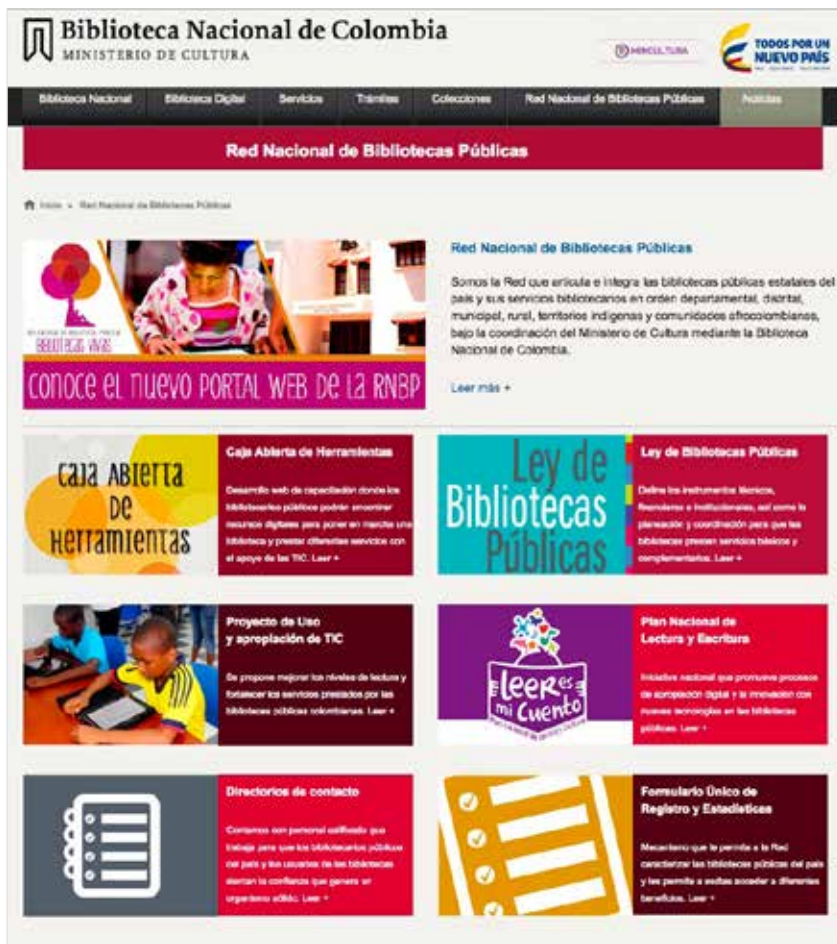 Biblioteca Nacional de Colombia
MINISTERIO DE CULTURA
MINCULTURA
TODOS POR UN
NUEVO PAÍS
Biblioteca Nacional
Biblioteca Digital
Servicios
Trámites
Colecciones
Red Nacional de Bibliotecas Públicas
Noticias
Red Nacional de Bibliotecas Públicas
Inicio » Red Nacional de Bibliotecas Públicas
BIBLIOTECAS VIVAS
CONOCE EL NUEVO PORTAL WEB DE LA RNBP
Red Nacional de Bibliotecas Públicas
Somos la Red que articula e integra las bibliotecas públicas estatales del
país y sus servicios bibliotecarios en orden departamental, distrital,
municipal, rural, territorios indígenas y comunidades afrocolombianas,
bajo la coordinación del Ministerio de Cultura mediante la Biblioteca
Nacional de Colombia.
Leer más +
CAJA ABIERTA
DE
HERRAMIENTAS
Caja Abierta de Herramientas
Desarrollo web de capacitación donde los
bibliotecarios públicos podrán encontrar
recursos digitales para poner en marcha una
biblioteca y prestar diferentes servicios con
el apoyo de las TIC. Leer +
Ley de
Bibliotecas
Públicas
Ley de Bibliotecas Públicas
Define los instrumentos técnicos,
financieros e institucionales, así como la
planeación y coordinación para que las
bibliotecas presten servicios básicos y
complementarios. Leer +
Proyecto de Uso
y apropiación de TIC
Se propone mejorar los niveles de lectura y
fortalecer los servicios prestados por las
bibliotecas públicas colombianas. Leer +
Leer es
mi Cuento
Plan Nacional de
Lectura y Escritura
Iniciativa nacional que promueve procesos
de apropiación digital y la innovación con
nuevas tecnologías en las bibliotecas
públicas. Leer +
Directorios de contacto
Contamos con personal calificado que
trabaja para que los bibliotecarios públicos
del país y los usuarios de las bibliotecas
sientan la confianza que genera un
organismo sólido. Leer +
Formulario Único de
Registro y Estadísticas
Mecanismo que le permite a la Red
caracterizar las bibliotecas públicas del país
y les permite a estas acceder a diferentes
beneficios. Leer +